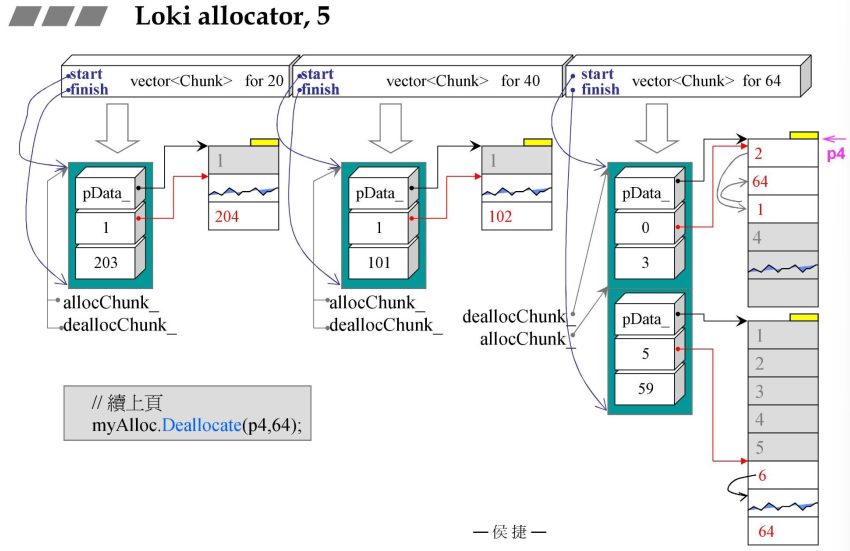 Loki allocator, 5
start
finish
vector<Chunk> for 20
start
finish
vector<Chunk> for 40
start
finish
vector<Chunk> for 64
pData_
1
203
1
204
allocChunk_
deallocChunk_
pData_
1
101
1
102
allocChunk_
deallocChunk_
pData_
0
3
2
64
1
4
p4
deallocChunk_
allocChunk_
pData_
5
59
1
2
3
4
5
6
64
// 續上頁
myAlloc.Deallocate(p4,64);
— 侯 捷 —